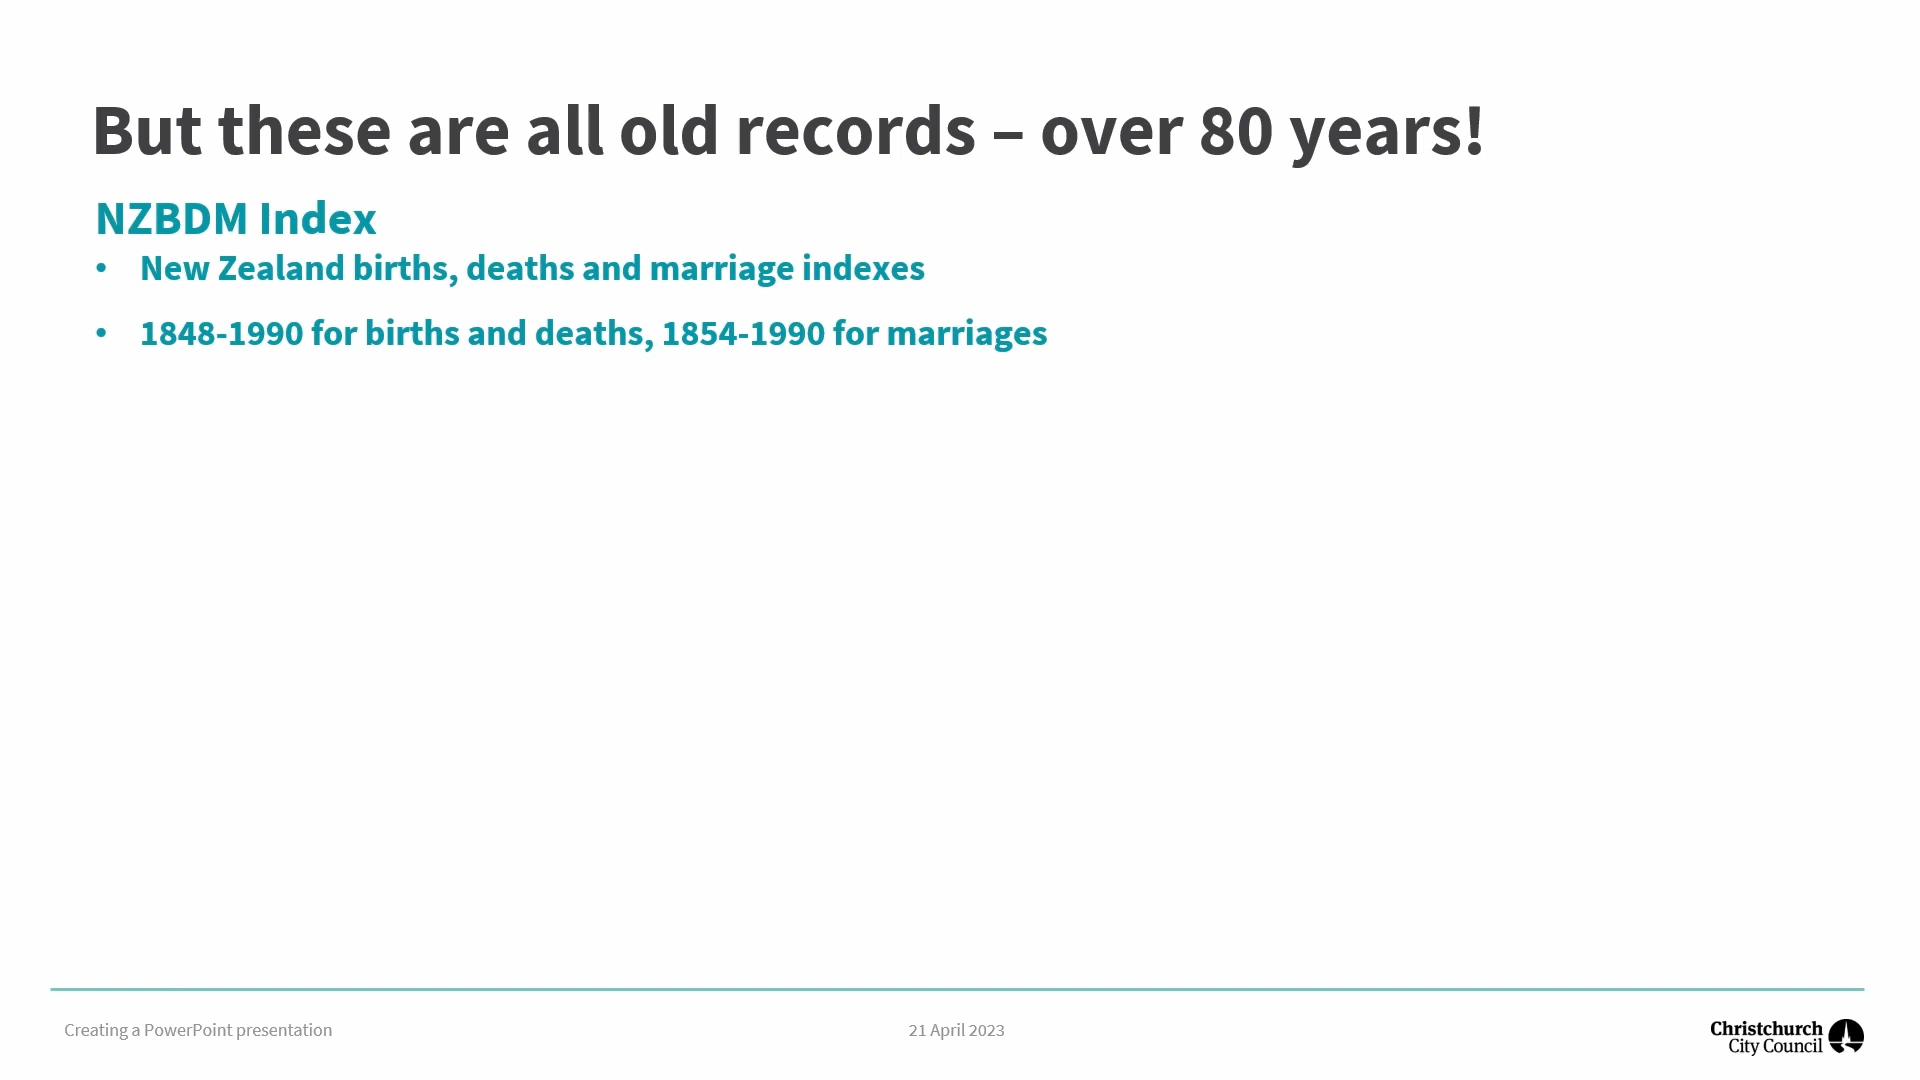 But these are all old records – over 80 years!
NZBDM Index
• New Zealand births, deaths and marriage indexes
• 1848-1990 for births and deaths, 1854-1990 for marriages
Creating a PowerPoint presentation
21 April 2023
Christchurch
City Council